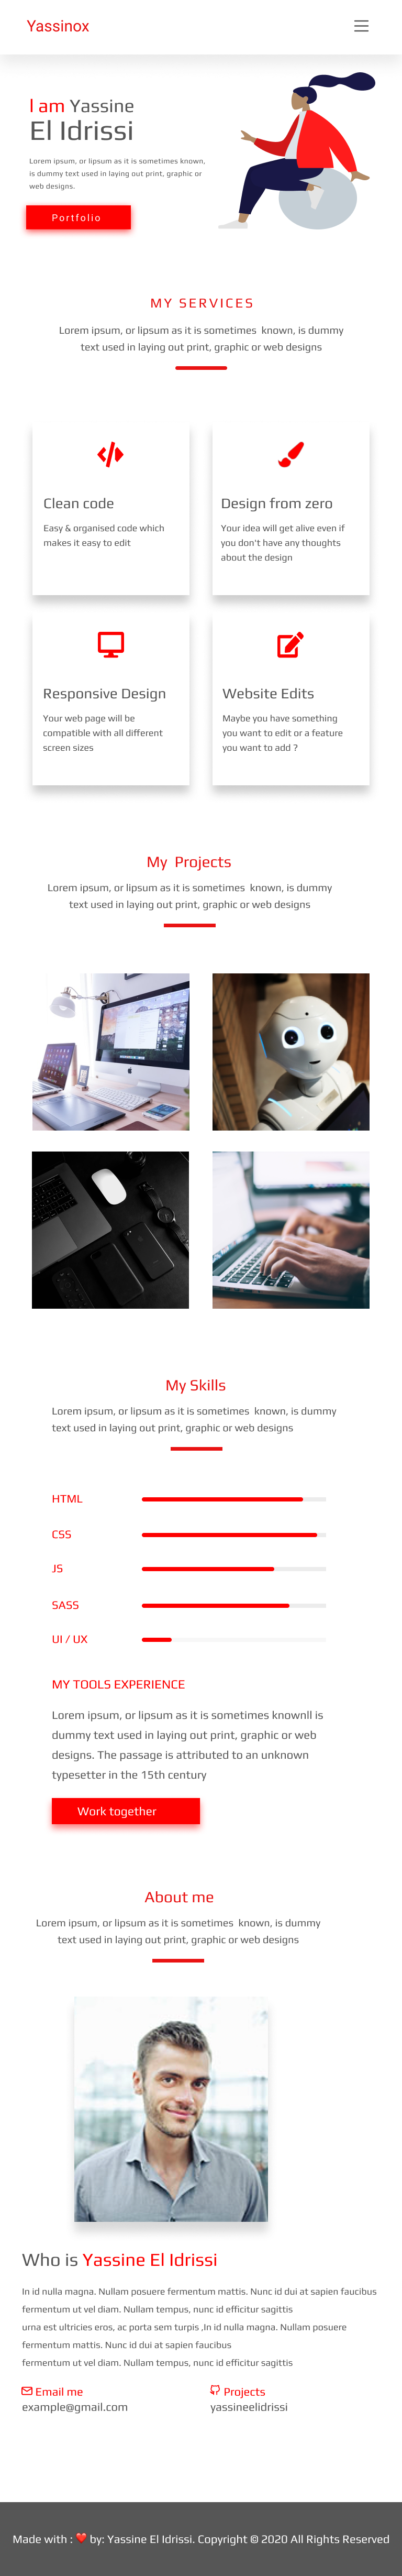 Yassinox
I am Yassine
El Idrissi
Lorem ipsum, or lipsum as it is sometimes known,
is dummy text used in laying out print, graphic or
web designs.
Portfolio
MY SERVICES
Lorem ipsum, or lipsum as it is sometimes known, is dummy
text used in laying out print, graphic or web designs
Clean code
Easy & organised code which
makes it easy to edit
Design from zero
Your idea will get alive even if
you don't have any thoughts
about the design
Responsive Design
Your web page will be
compatible with all different
screen sizes
Website Edits
Maybe you have something
you want to edit or a feature
you want to add ?
My Projects
Lorem ipsum, or lipsum as it is sometimes known, is dummy
text used in laying out print, graphic or web designs
My Skills
Lorem ipsum, or lipsum as it is sometimes known, is dummy
text used in laying out print, graphic or web designs
HTML
CSS
JS
SASS
UI / UX
MY TOOLS EXPERIENCE
Lorem ipsum, or lipsum as it is sometimes knownll is
dummy text used in laying out print, graphic or web
designs. The passage is attributed to an unknown
typesetter in the 15th century
Work together
About me
Lorem ipsum, or lipsum as it is sometimes known, is dummy
text used in laying out print, graphic or web designs
Who is Yassine El Idrissi
In id nulla magna. Nullam posuere fermentum mattis. Nunc id dui at sapien faucibus
fermentum ut vel diam. Nullam tempus, nunc id efficitur sagittis
urna est ultricies eros, ac porta sem turpis ,In id nulla magna. Nullam posuere
fermentum mattis. Nunc id dui at sapien faucibus
fermentum ut vel diam. Nullam tempus, nunc id efficitur sagittis
Email me
example@gmail.com
Projects
yassineelidrissi
Made with : ❤️ by: Yassine El Idrissi. Copyright © 2020 All Rights Reserved